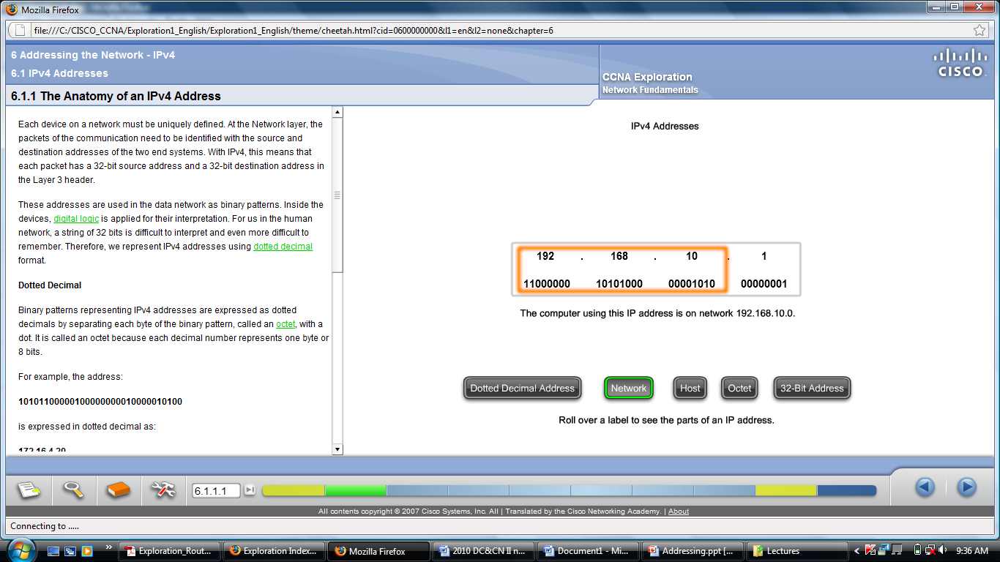 Mozilla Firefox
file:///C:/CISCO_CCNA/Exploration1_English/Exploration1_English/theme/cheetah.html?cid=0600000000&l1=en&l2=none&chapter=6
6 Addressing the Network - IPv4
6.1 IPv4 Addresses
6.1.1 The Anatomy of an IPv4 Address
CCNA Exploration
Network Fundamentals
CISCO
Each device on a network must be uniquely defined. At the Network layer, the
packets of the communication need to be identified with the source and
destination addresses of the two end systems. With IPv4, this means that
each packet has a 32-bit source address and a 32-bit destination address in
the Layer 3 header.
These addresses are used in the data network as binary patterns. Inside the
devices, digital logic is applied for their interpretation. For us in the human
network, a string of 32 bits is difficult to interpret and even more difficult to
remember. Therefore, we represent IPv4 addresses using dotted decimal
format.
Dotted Decimal
Binary patterns representing IPv4 addresses are expressed as dotted
decimals by separating each byte of the binary pattern, called an octet, with a
dot. It is called an octet because each decimal number represents one byte or
8 bits.
For example, the address:
10101100000100000000010000010100
is expressed in dotted decimal as:
172.16.4.20
IPv4 Addresses
192 . 168 . 10 . 1
11000000 10101000 00001010 00000001
The computer using this IP address is on network 192.168.10.0.
Dotted Decimal Address Network Host Octet 32-Bit Address
Roll over a label to see the parts of an IP address.
6.1.1.1
All contents copyright © 2007 Cisco Systems, Inc. All | Translated by the Cisco Networking Academy. | About
Connecting to .....
» Exploration_Rout... Exploration Index... Mozilla Firefox 2010 DC&CN II n... Document1 - Mi... Addressing.ppt [... Lectures < 9:36 AM